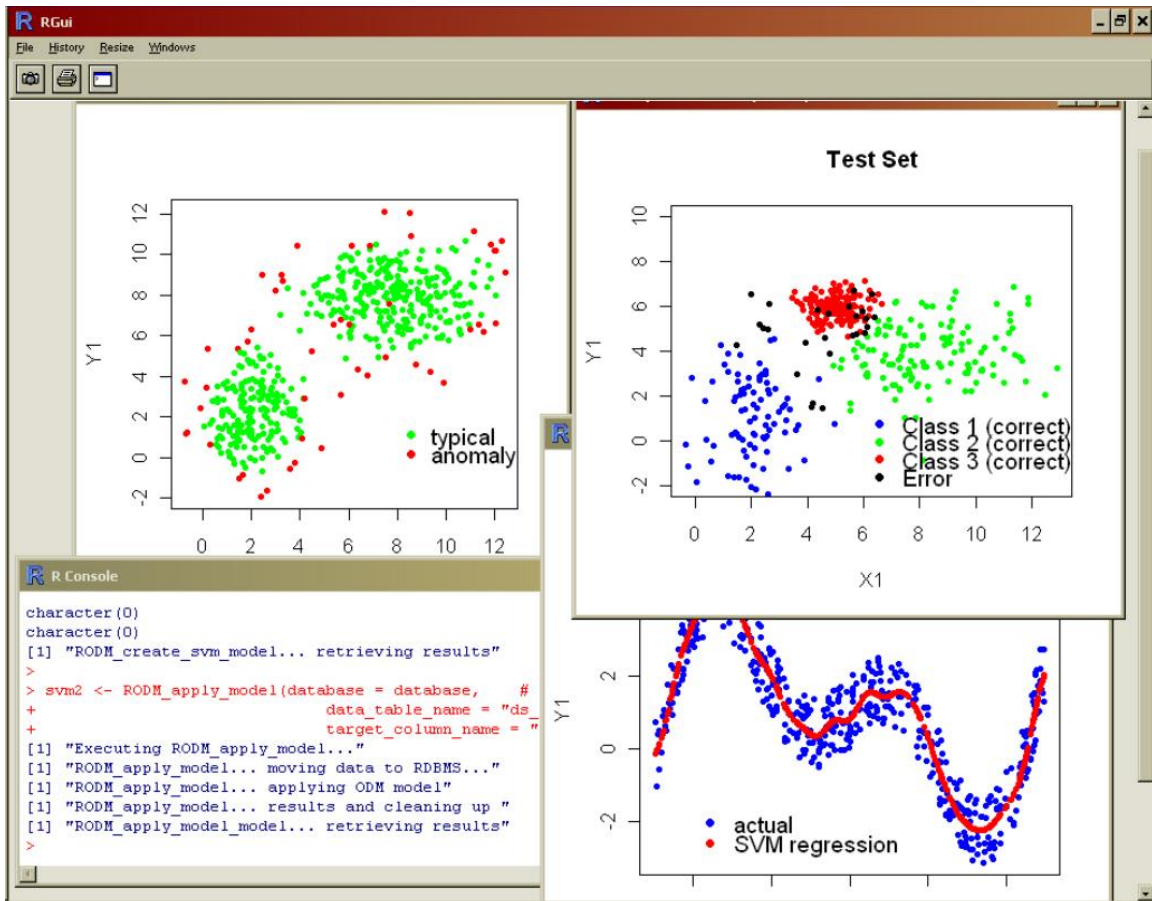 RGui
File History Resize Windows
12
10
8
6
4
2
0
-2
Y1
typical
anomaly
0 2 4 6 8 10 12
Test Set
10
8
6
4
2
0
-2
Y1
Class 1 (correct)
Class 2 (correct)
Class 3 (correct)
Error
0 2 4 6 8 10 12
X1
R Console
character(0)
character(0)
[1] "RODM_create_svm_model... retrieving results"
>
> svm2 <- RODM_apply_model(database = database, #
+ data_table_name = "ds_
+ target_column_name = "
[1] "Executing RODM_apply_model..."
[1] "RODM_apply_model... moving data to RDBMS..."
[1] "RODM_apply_model... applying ODM model"
[1] "RODM_apply_model... results and cleaning up "
[1] "RODM_apply_model_model... retrieving results"
>
2
0
-2
Y1
actual
SVM regression